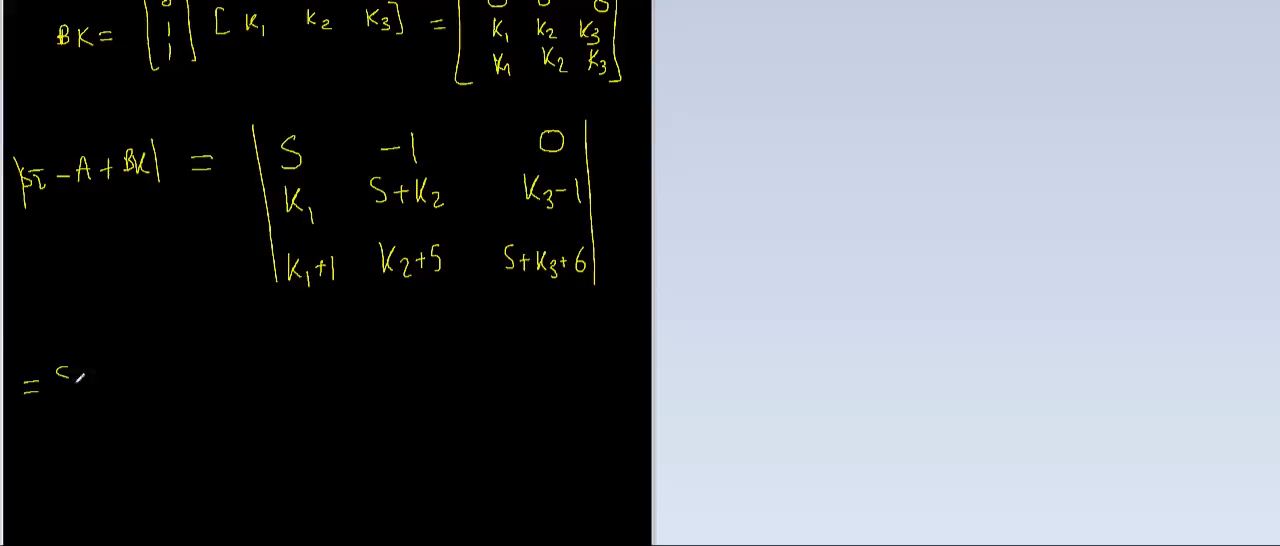 BK = [0 1 1] [K1 K2 K3] = [0 0 0
K1 K2 K3
K1 K2 K3]
|SI - A + BK| = | S -1 0 |
| K1 S+K2 K3-1 |
| K1+1 K2+5 S+K3+6 |
= S